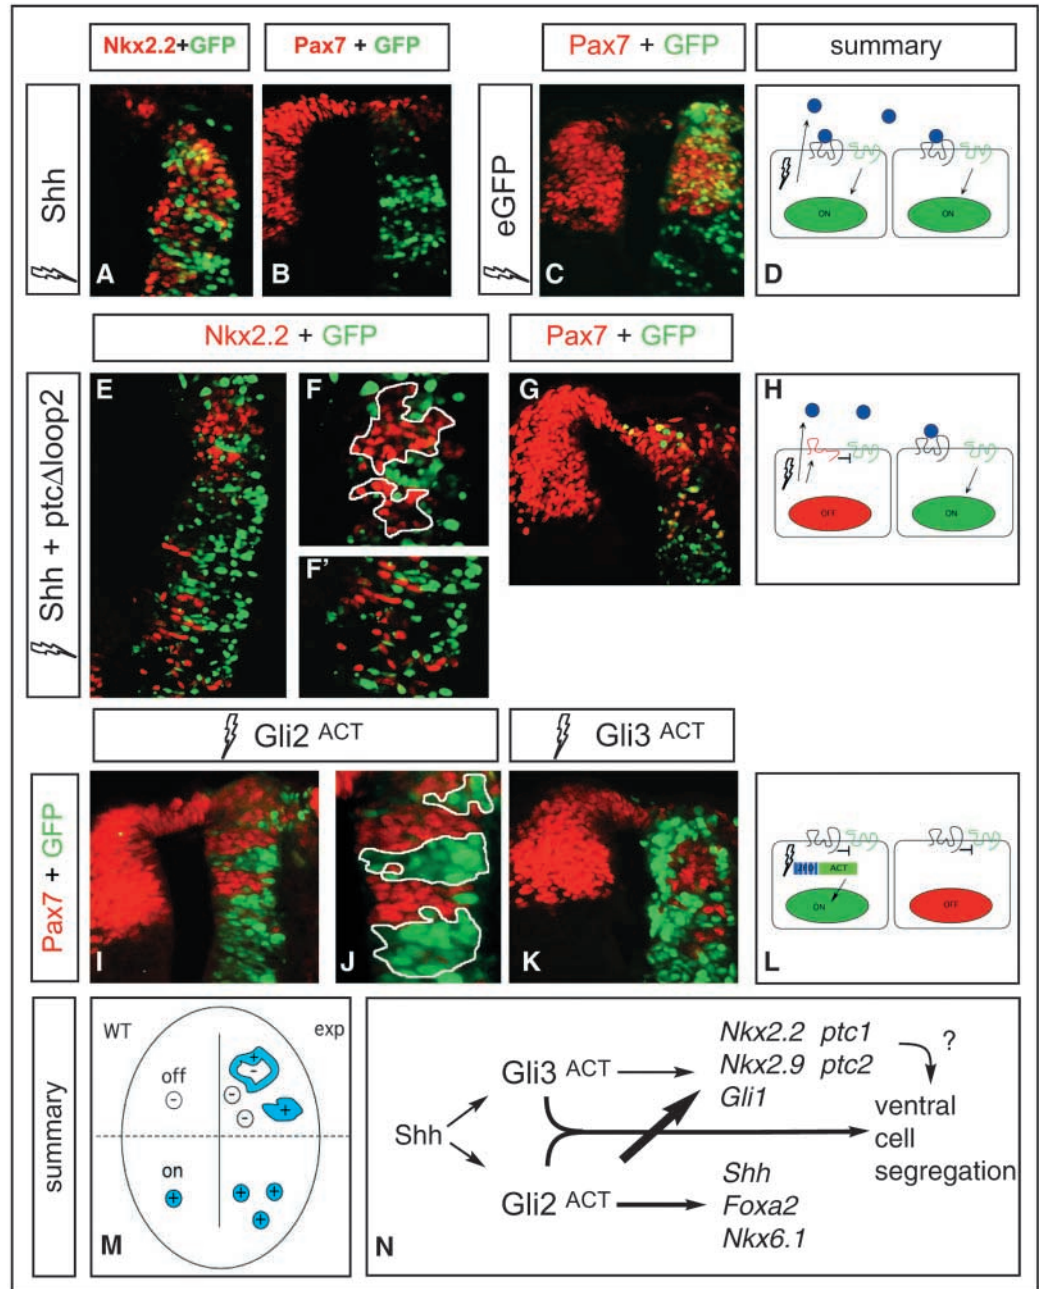 Nkx2.2+GFP
Pax7 + GFP
Pax7 + GFP
summary
Shh
A
B
eGFP
C
ON
ON
D
Nkx2.2 + GFP
Pax7 + GFP
Shh + ptcΔloop2
E
F
F'
G
H
OFF
ON
Gli2 ACT
Gli3 ACT
Pax7 + GFP
I
J
K
ACT
ON
OFF
L
summary
WT
exp
off
on
M
Nkx2.2 ptc1
Nkx2.9 ptc2
Gli1
?
Gli3 ACT
Shh
Gli2 ACT
ventral
cell
segregation
Shh
Foxa2
Nkx6.1
N